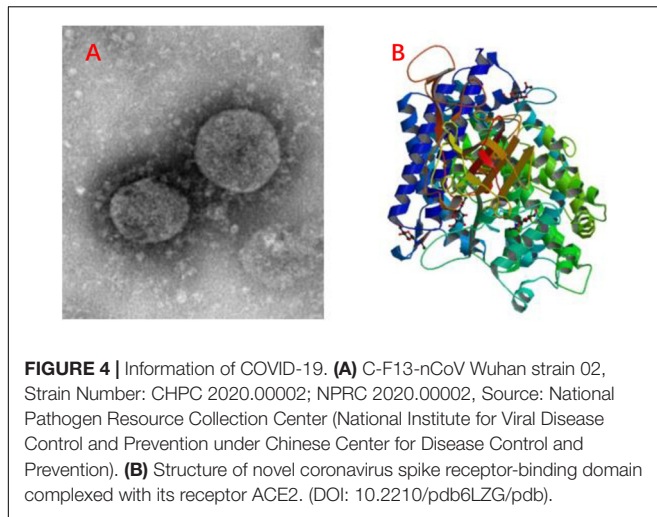 A
B
FIGURE 4 | Information of COVID-19. (A) C-F13-nCoV Wuhan strain 02,
Strain Number: CHPC 2020.00002; NPRC 2020.00002, Source: National
Pathogen Resource Collection Center (National Institute for Viral Disease
Control and Prevention under Chinese Center for Disease Control and
Prevention). (B) Structure of novel coronavirus spike receptor-binding domain
complexed with its receptor ACE2. (DOI: 10.2210/pdb6LZG/pdb).